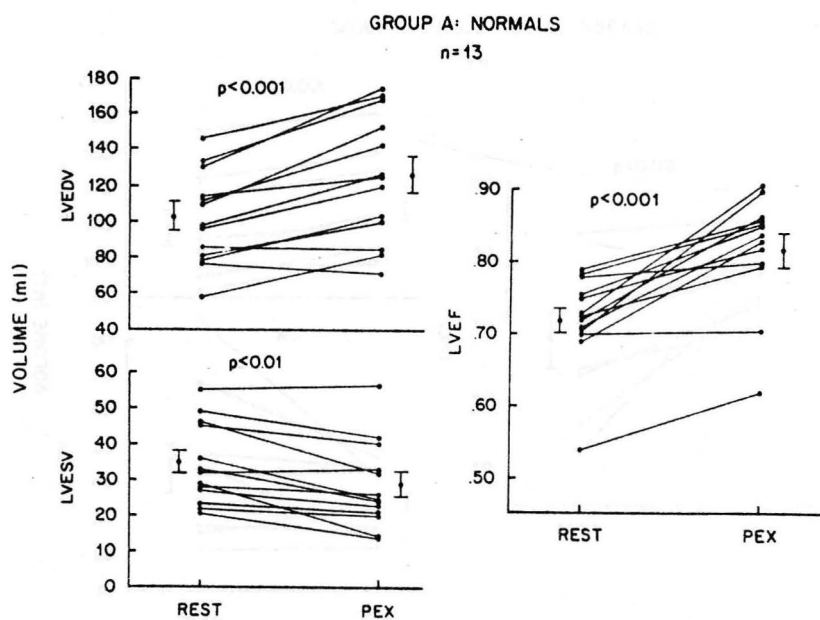 GROUP A: NORMALS
n=13
VOLUME (ml)
LVEDV
180
160
140
120
100
80
60
40
p<0.001
LVESV
60
50
40
30
20
10
0
p<0.01
REST PEX
LVEF
.90
.80
.70
.60
.50
p<0.001
REST PEX